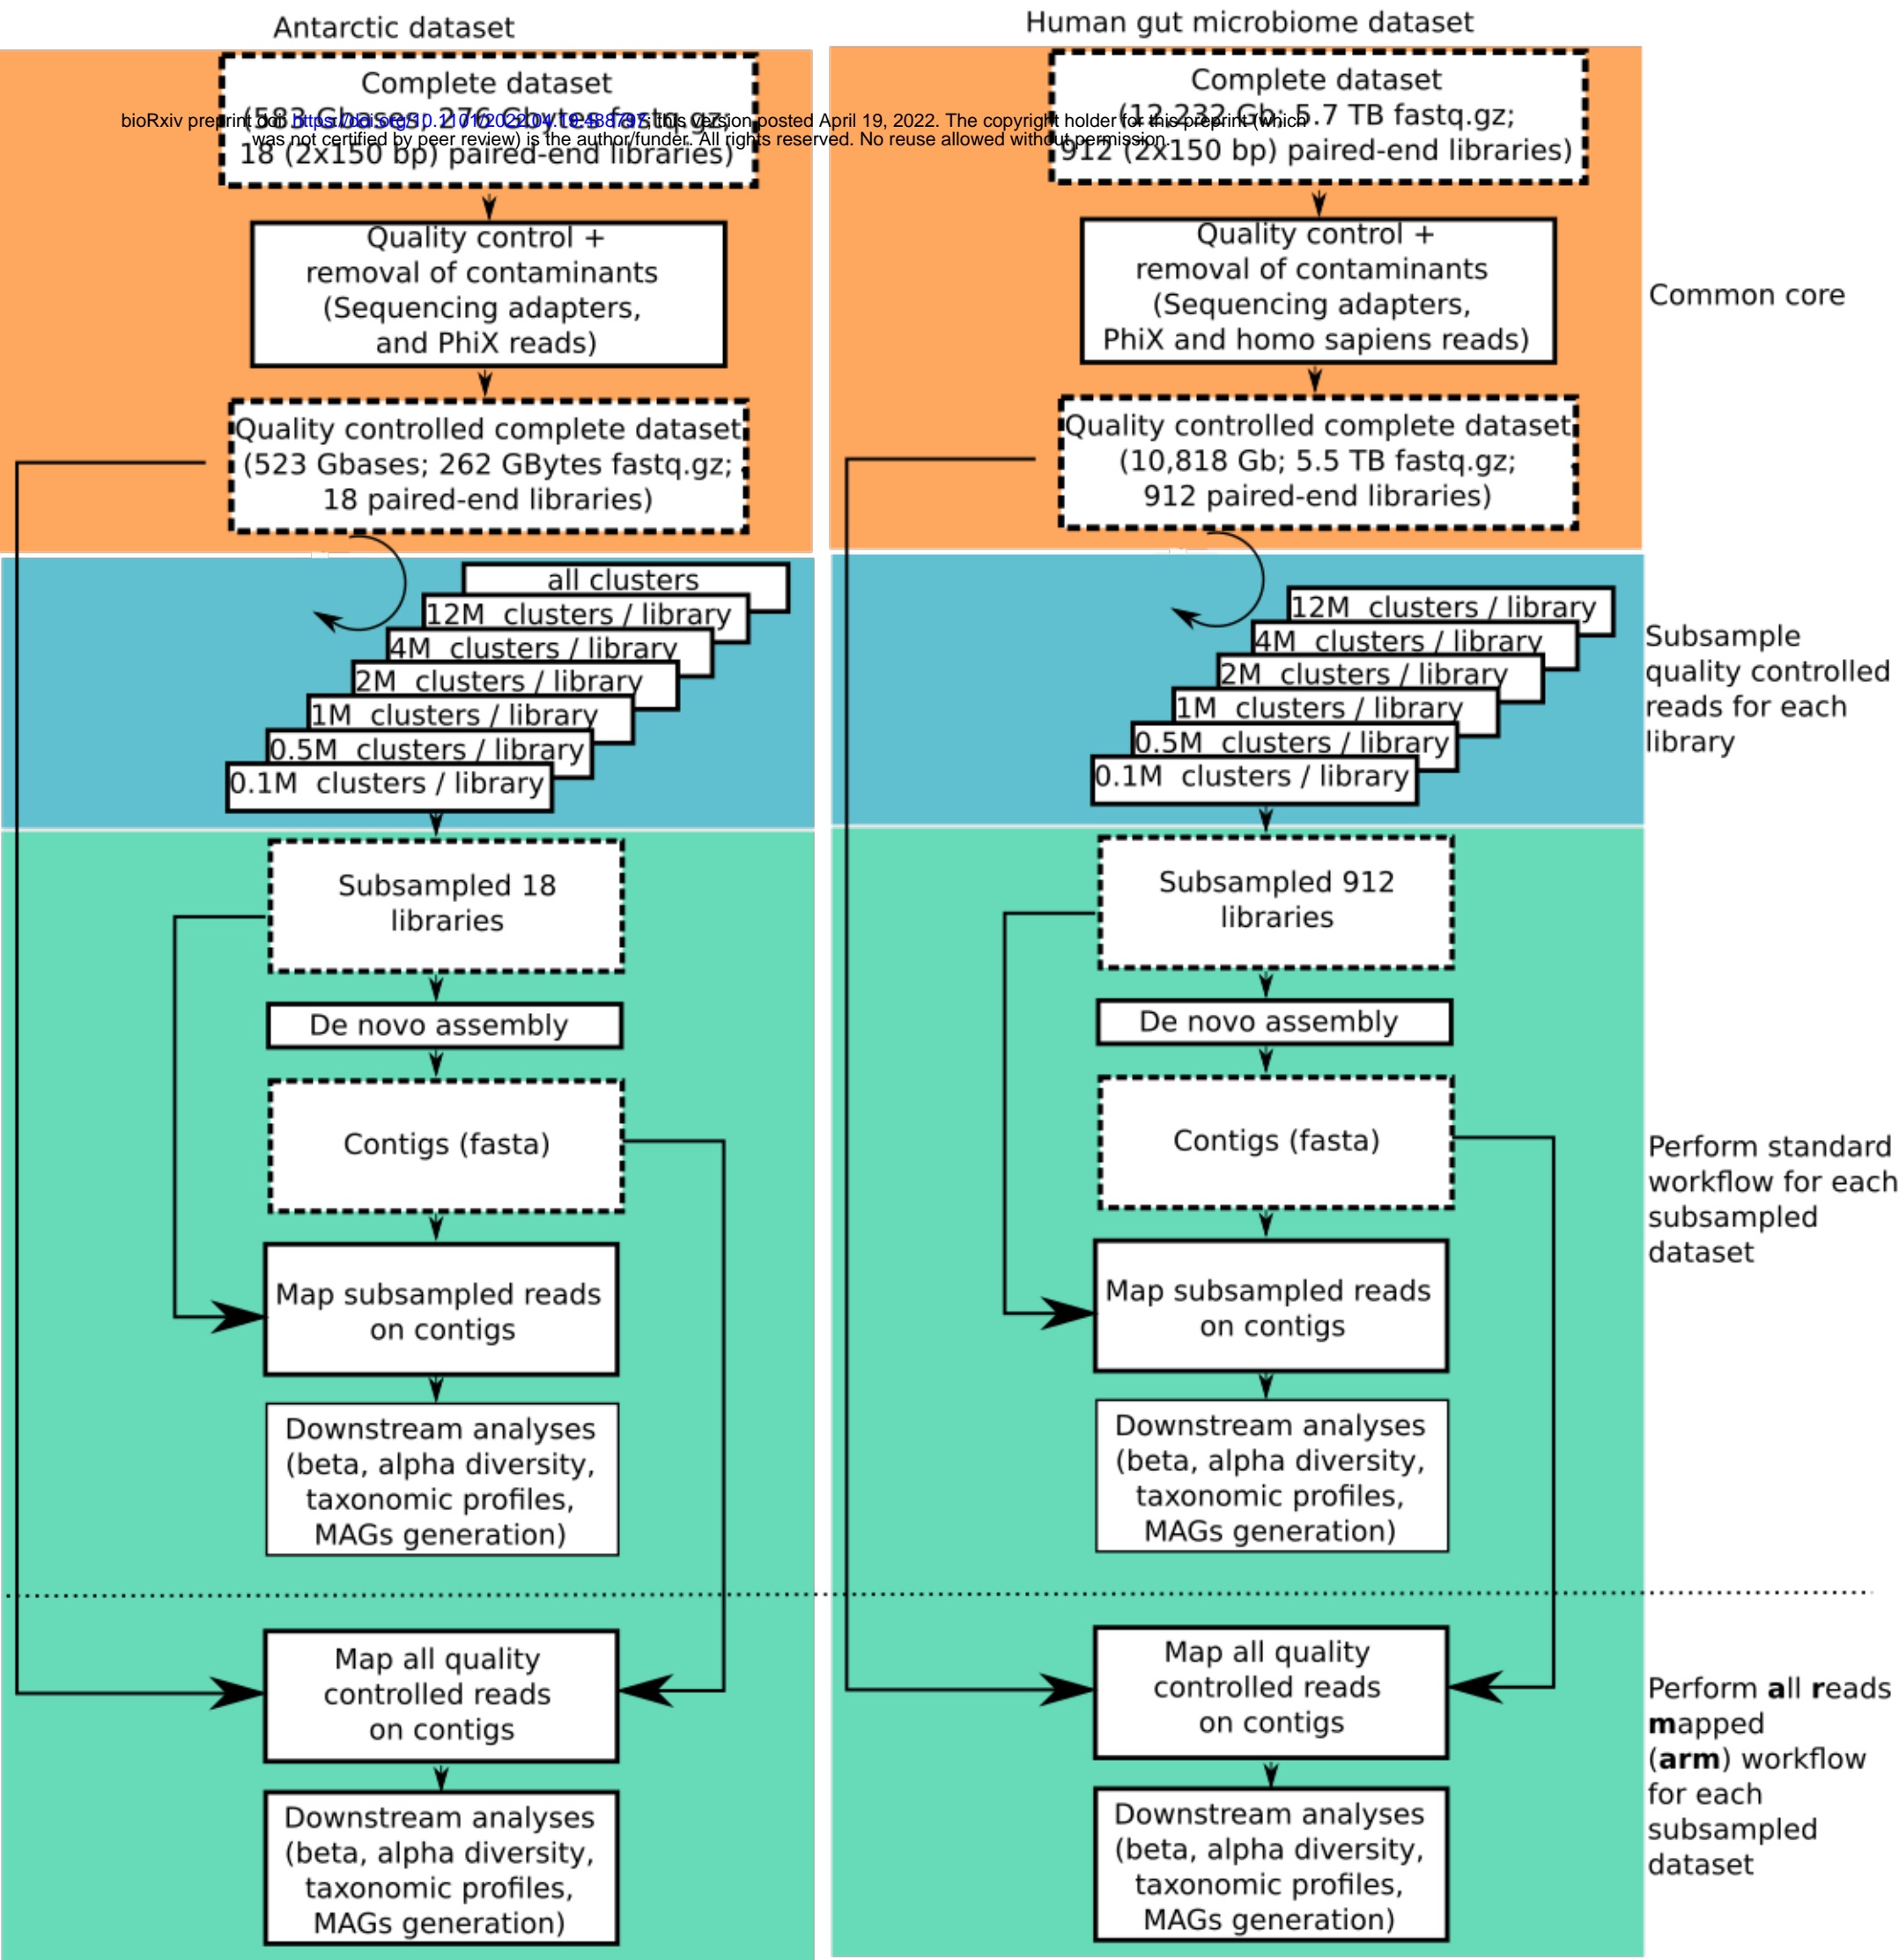 Antarctic dataset
Complete dataset
(583 Gbases; 276 Gbytes fastq.gz;
18 (2x150 bp) paired-end libraries)
bioRxiv preprint doi: https://doi.org/10.1101/2022.04.19.488797; this version posted April 19, 2022. The copyright holder for this preprint (which
was not certified by peer review) is the author/funder. All rights reserved. No reuse allowed without permission.
Quality control +
removal of contaminants
(Sequencing adapters,
and PhiX reads)
Quality controlled complete dataset
(523 Gbases; 262 GBytes fastq.gz;
18 paired-end libraries)
all clusters
12M clusters / library
4M clusters / library
2M clusters / library
1M clusters / library
0.5M clusters / library
0.1M clusters / library
Subsampled 18
libraries
De novo assembly
Contigs (fasta)
Map subsampled reads
on contigs
Downstream analyses
(beta, alpha diversity,
taxonomic profiles,
MAGs generation)
Map all quality
controlled reads
on contigs
Downstream analyses
(beta, alpha diversity,
taxonomic profiles,
MAGs generation)
Human gut microbiome dataset
Complete dataset
(12,232 Gb; 5.7 TB fastq.gz;
912 (2x150 bp) paired-end libraries)
Quality control +
removal of contaminants
(Sequencing adapters,
PhiX and homo sapiens reads)
Quality controlled complete dataset
(10,818 Gb; 5.5 TB fastq.gz;
912 paired-end libraries)
12M clusters / library
4M clusters / library
2M clusters / library
1M clusters / library
0.5M clusters / library
0.1M clusters / library
Subsampled 912
libraries
De novo assembly
Contigs (fasta)
Map subsampled reads
on contigs
Downstream analyses
(beta, alpha diversity,
taxonomic profiles,
MAGs generation)
Map all quality
controlled reads
on contigs
Downstream analyses
(beta, alpha diversity,
taxonomic profiles,
MAGs generation)
Common core
Subsample
quality controlled
reads for each
library
Perform standard
workflow for each
subsampled
dataset
Perform all reads
mapped
(arm) workflow
for each
subsampled
dataset